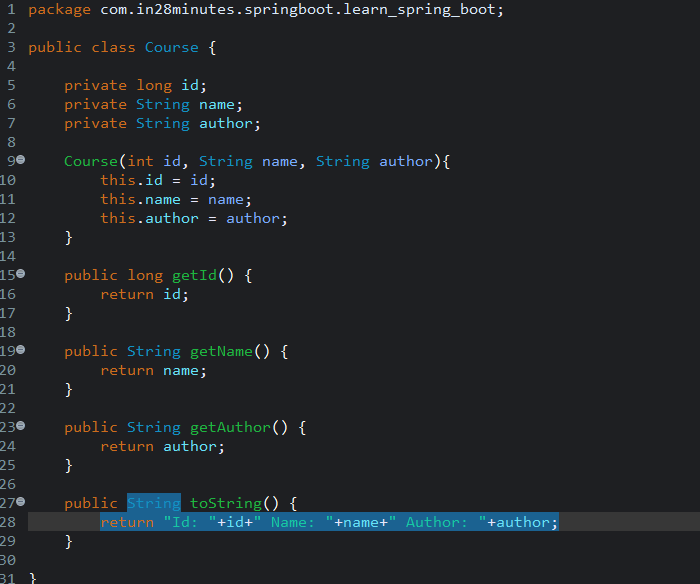 1 package com.in28minutes.springboot.learn_spring_boot;
2
3 public class Course {
4
5     private long id;
6     private String name;
7     private String author;
8
9     Course(int id, String name, String author){
10         this.id = id;
11         this.name = name;
12         this.author = author;
13     }
14
15     public long getId() {
16         return id;
17     }
18
19     public String getName() {
20         return name;
21     }
22
23     public String getAuthor() {
24         return author;
25     }
26
27     public String toString() {
28         return "Id: "+id+" Name: "+name+" Author: "+author;
29     }
30
31 }